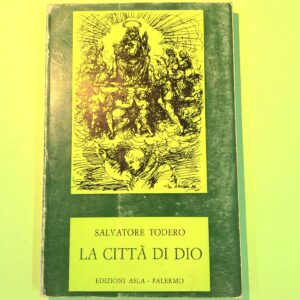 SALVATORE TODERO
LA CITTÀ DI DIO
EDIZIONI ASLA - PALERMO